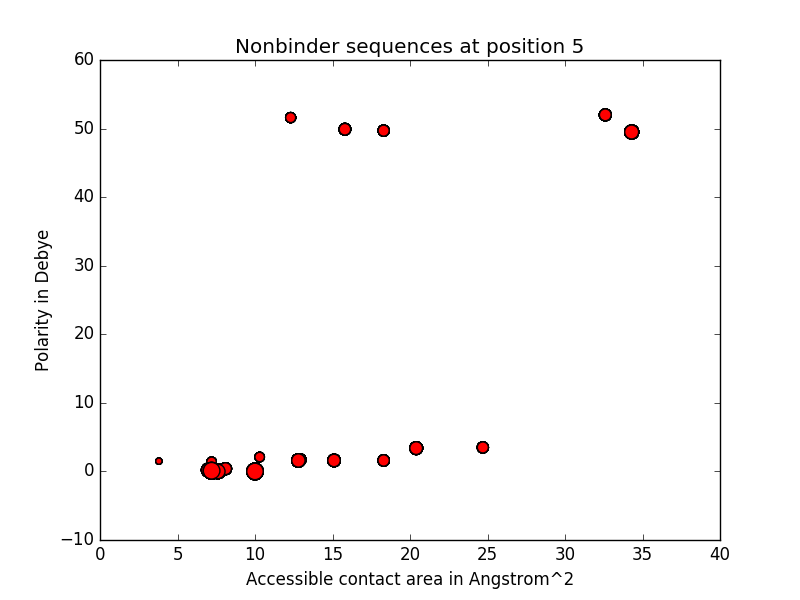 Nonbinder sequences at position 5
60
50
40
30
20
10
0
−10
Polarity in Debye
0 5 10 15 20 25 30 35 40
Accessible contact area in Angstrom^2